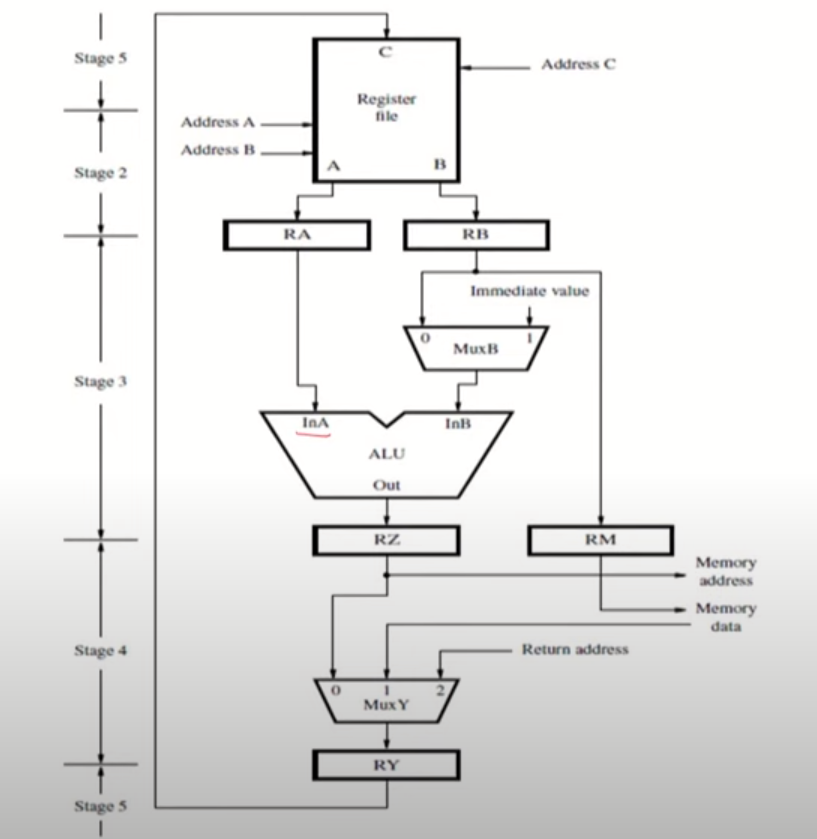 Stage 5
C
Address C
Register
file
Address A
Address B
A
B
Stage 2
RA
RB
Immediate value
0
1
MuxB
Stage 3
InA
InB
ALU
Out
RZ
RM
Memory
address
Memory
data
Stage 4
Return address
0
1
2
MuxY
RY
Stage 5